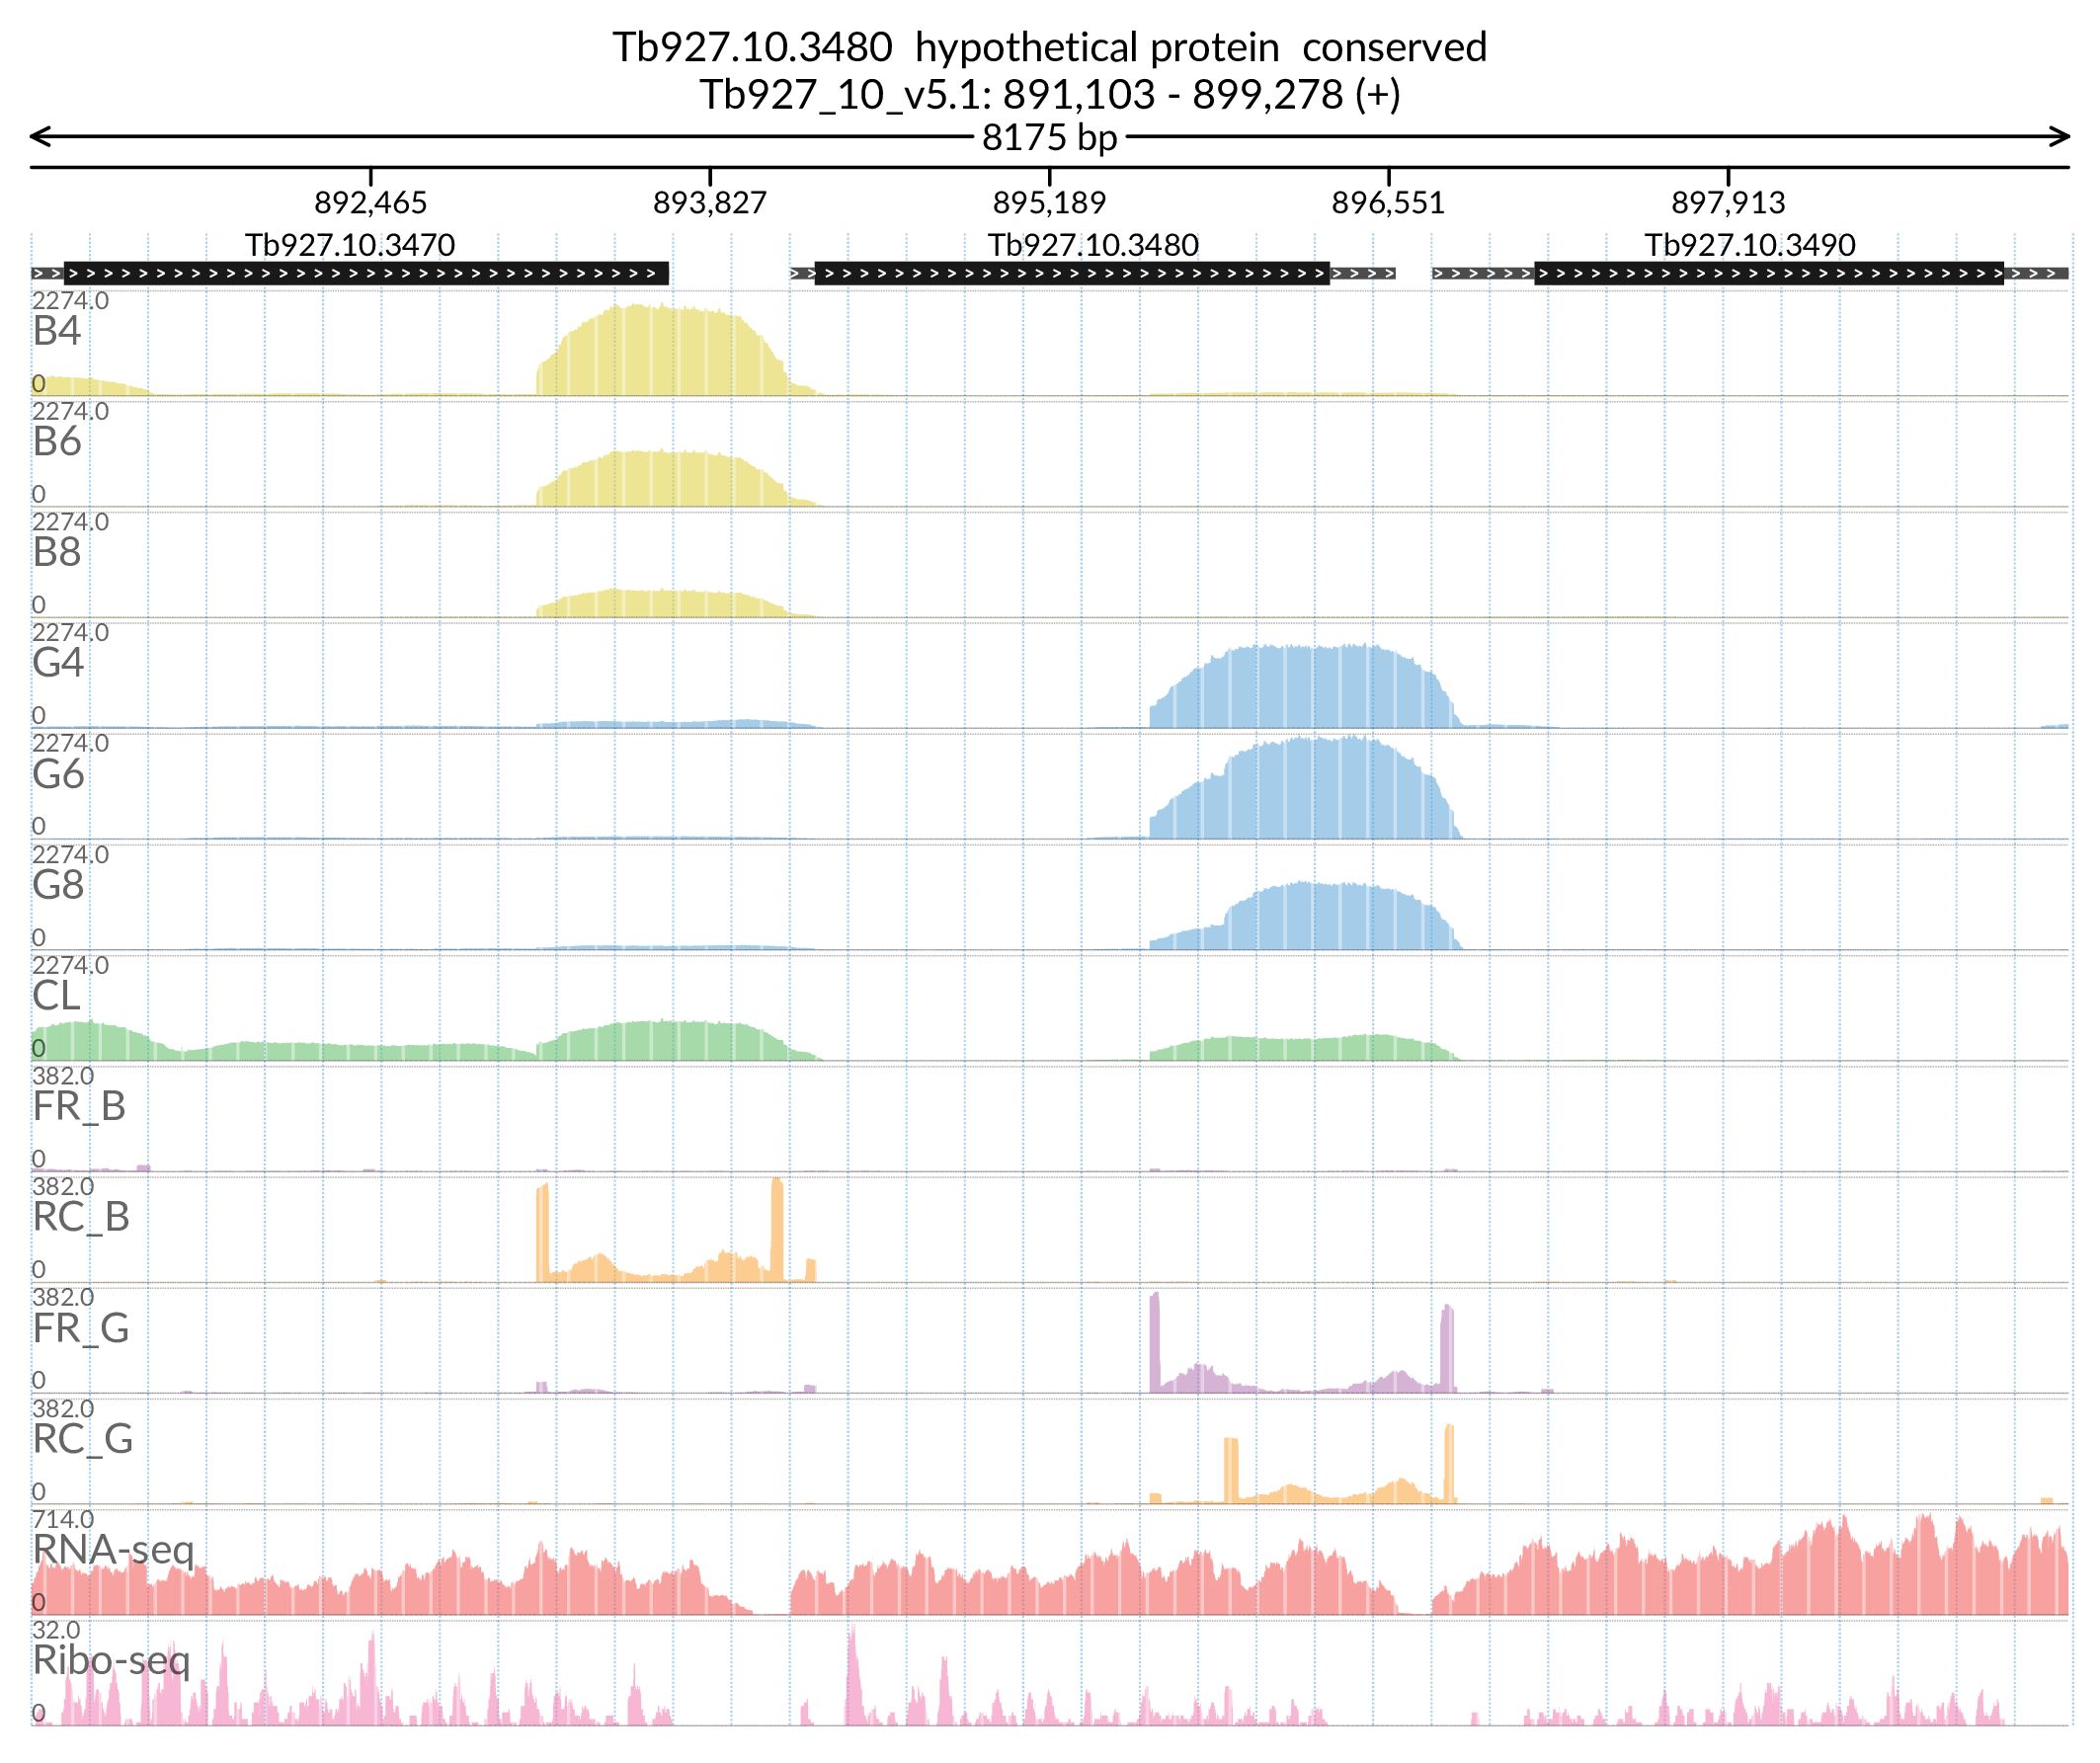 Tb927.10.3480  hypothetical protein  conserved
Tb927_10_v5.1: 891,103 - 899,278 (+)
8175 bp
892,465 893,827 895,189 896,551 897,913
Tb927.10.3470 Tb927.10.3480 Tb927.10.3490
2274.0
B4
0
2274.0
B6
0
2274.0
B8
0
2274.0
G4
0
2274.0
G6
0
2274.0
G8
0
2274.0
CL
0
382.0
FR_B
0
382.0
RC_B
0
382.0
FR_G
0
382.0
RC_G
0
714.0
RNA-seq
0
32.0
Ribo-seq
0